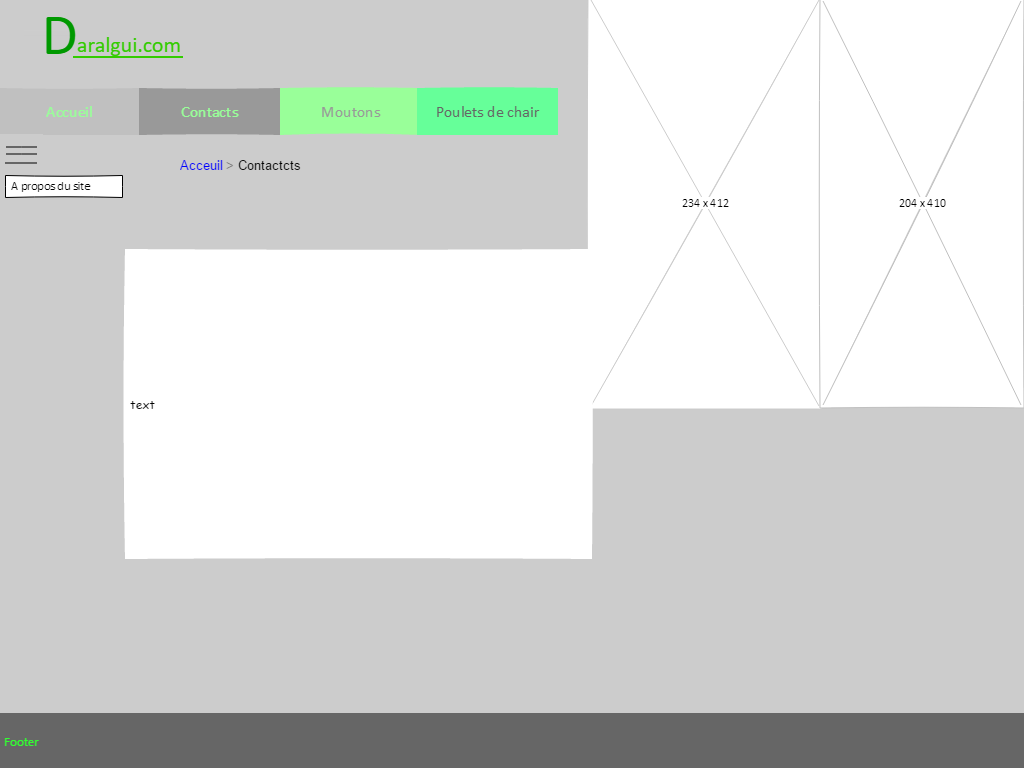 Daralgui.com
Accueil Contacts Moutons Poulets de chair
Acceuil > Contactcts
A propos du site
234 x 412
204 x 410
text
Footer